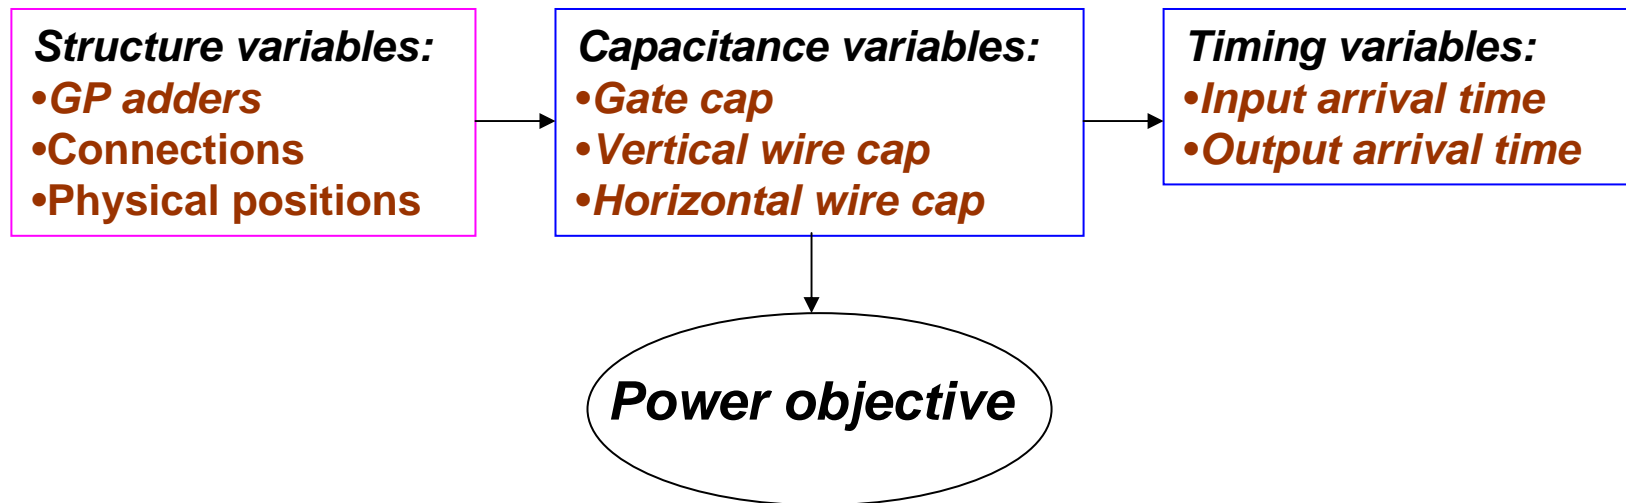 Structure variables:
•GP adders
•Connections
•Physical positions
Capacitance variables:
•Gate cap
•Vertical wire cap
•Horizontal wire cap
Timing variables:
•Input arrival time
•Output arrival time
Power objective